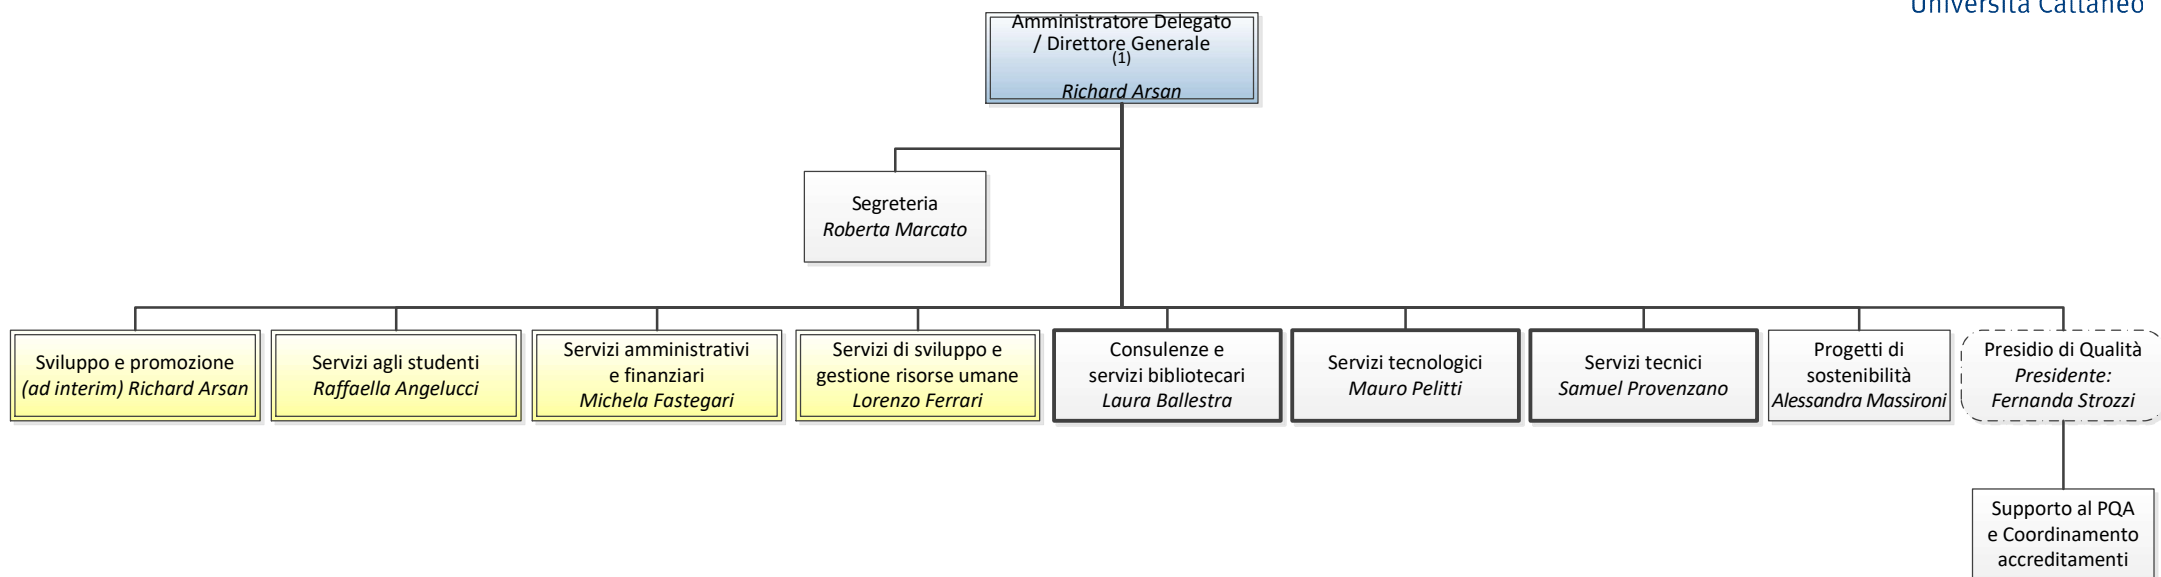 Università Cattaneo
Amministratore Delegato
/ Direttore Generale
(1)
Richard Arsan
Segreteria
Roberta Marcato
Sviluppo e promozione
(ad interim) Richard Arsan
Servizi agli studenti
Raffaella Angelucci
Servizi amministrativi
e finanziari
Michela Fastegari
Servizi di sviluppo e
gestione risorse umane
Lorenzo Ferrari
Consulenze e
servizi bibliotecari
Laura Ballestra
Servizi tecnologici
Mauro Pelitti
Servizi tecnici
Samuel Provenzano
Progetti di
sostenibilità
Alessandra Massironi
Presidio di Qualità
Presidente:
Fernanda Strozzi
Supporto al PQA
e Coordinamento
accreditamenti